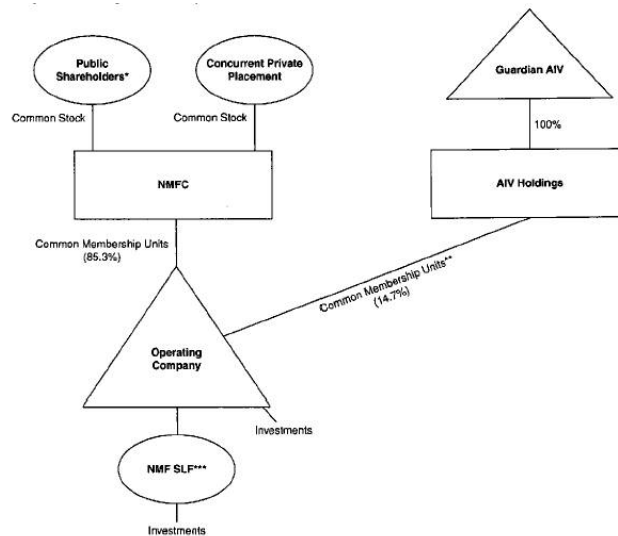 Public
Shareholders*
Concurrent Private
Placement
Guardian AIV
Common Stock
Common Stock
100%
NMFC
AIV Holdings
Common Membership Units
(85.3%)
Common Membership Units**
(14.7%)
Operating
Company
Investments
NMF SLF***
Investments